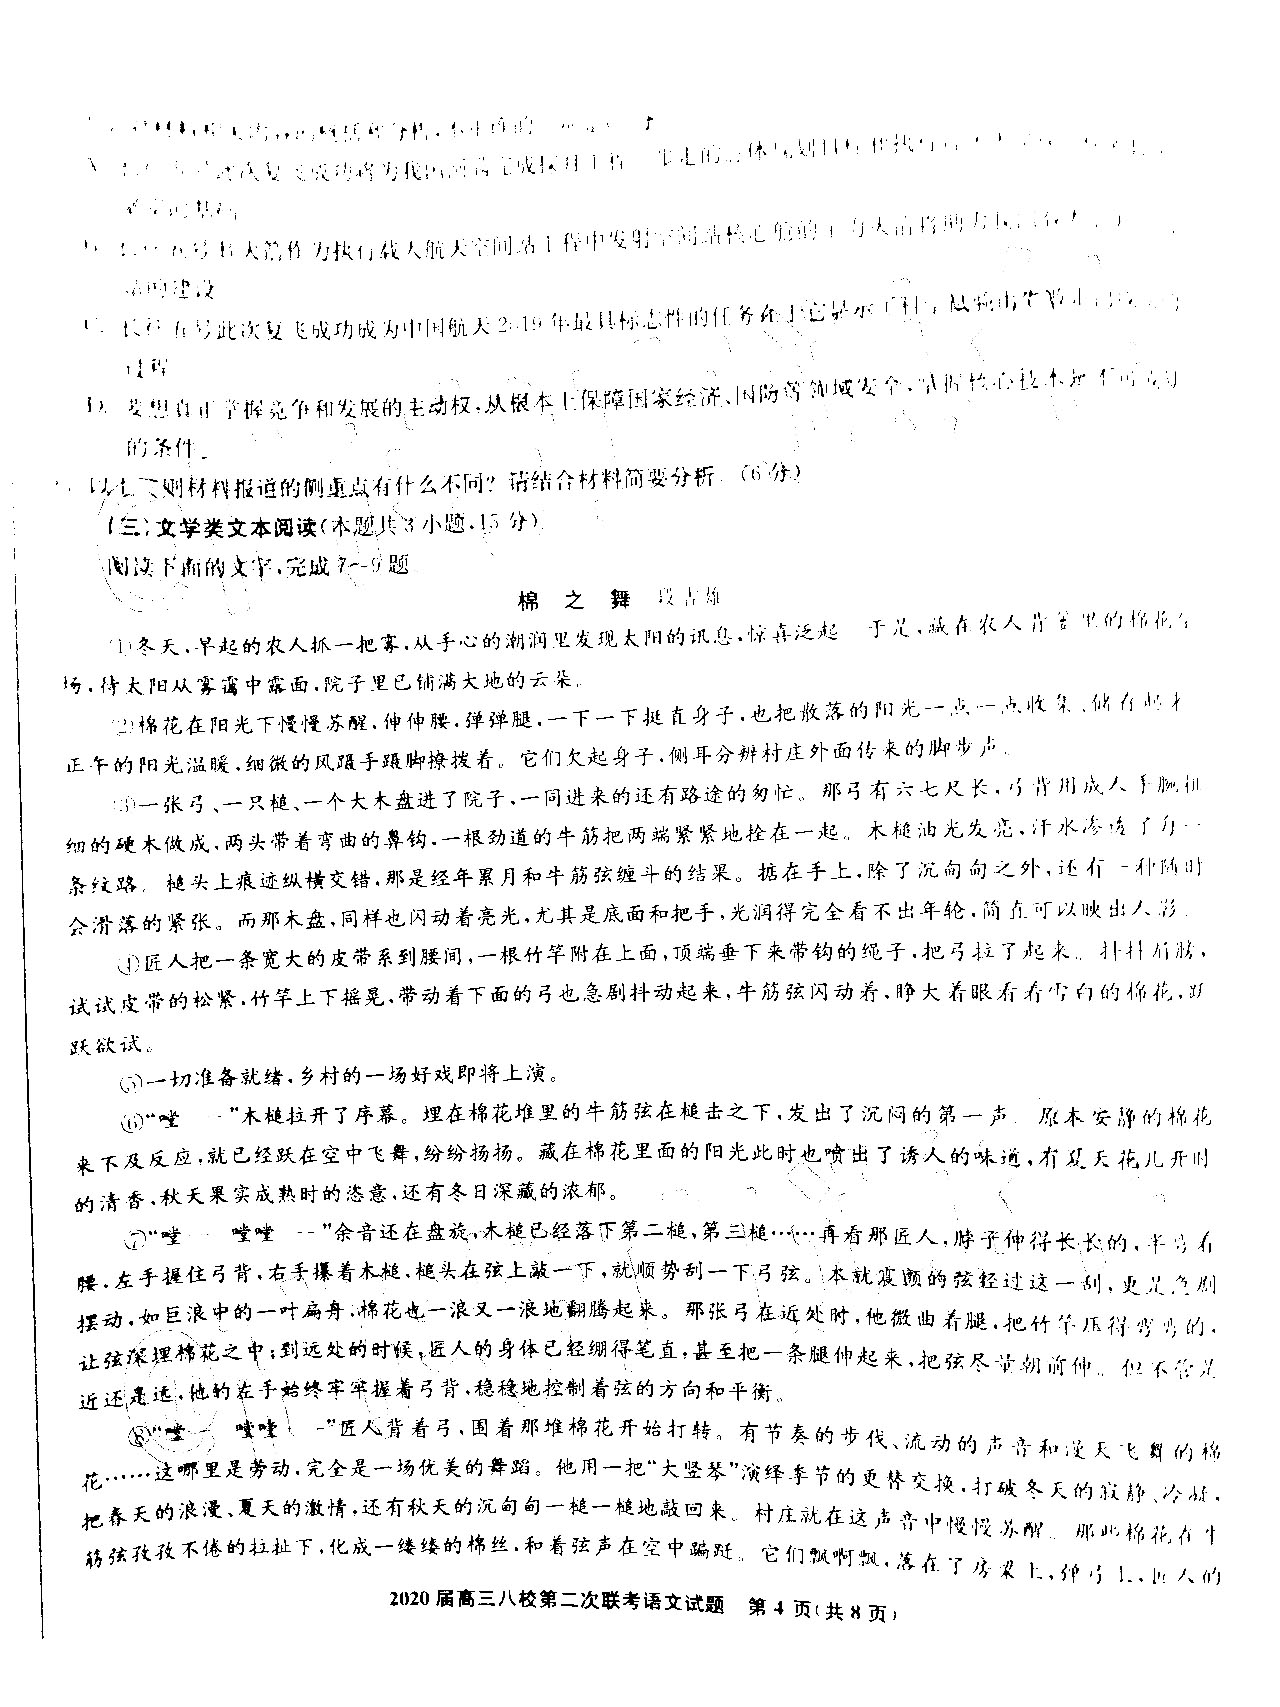 此次复飞成功将为我国
的基础
五号
大箭作为执行载人航天空间站工程中发射空间站核心舱的主力火箭将助力
的建设
C. 长征五号此次复飞成功成为中国航天2019年最具标志性的任务在于它显示了
过程
D. 要想真正掌握竞争和发展的主动权,从根本上保障国家经济、国防等领域安全,掌握核心技术是不可或缺
的条件。
以上三则材料报道的侧重点有什么不同?请结合材料简要分析。(6分)
(三)文学类文本阅读(本题共3小题,15分)
阅读下面的文字,完成7~9题
棉之舞 段吉雄
①冬天,早起的农人抓一把雾,从手心的潮润里发现太阳的讯息,惊喜泛起。于是,藏在农人背篓里的棉花
场,待太阳从雾霭中露面,院子里已铺满大地的云朵。
②棉花在阳光下慢慢苏醒,伸伸腰,弹弹腿,一下一下挺直身子,也把散落的阳光一点一点收集、储存起来
正午的阳光温暖,细微的风蹑手蹑脚撩拨着。它们欠起身子,侧耳分辨村庄外面传来的脚步声。
③一张弓、一只槌、一个大木盘进了院子,一同进来的还有路途的匆忙。那弓有六七尺长,弓背用成人手腕粗
细的硬木做成,两头带着弯曲的鼻钩,一根劲道的牛筋把两端紧紧地拴在一起。木槌油光发亮,汗水渗透了每一
条纹路。槌头上痕迹纵横交错,那是经年累月和牛筋弦缠斗的结果。掂在手上,除了沉甸甸之外,还有一种随时
会滑落的紧张。而那木盘,同样也闪动着亮光,尤其是底面和把手,光润得完全看不出年轮,简直可以映出人影。
④匠人把一条宽大的皮带系到腰间,一根竹竿附在上面,顶端垂下来带钩的绳子,把弓拉了起来。抖抖肩膀,
试试皮带的松紧,竹竿上下摇晃,带动着下面的弓也急剧抖动起来,牛筋弦闪动着,睁大着眼看着雪白的棉花,跃
跃欲试。
⑤一切准备就绪,乡村的一场好戏即将上演。
⑥“嘡——”木槌拉开了序幕。埋在棉花堆里的牛筋弦在槌击之下,发出了沉闷的第一声。原本安静的棉花
来不及反应,就已经跃在空中飞舞,纷纷扬扬。藏在棉花里面的阳光此时也喷出了诱人的味道,有夏天花儿开时
的清香,秋天果实成熟时的恣意,还有冬日深藏的浓郁。
⑦“嘡——嘡嘡——”余音还在盘旋,木槌已经落下第二槌,第三槌……再看那匠人,脖子伸得长长的,半弯着
腰,左手握住弓背,右手攥着木槌,槌头在弦上敲一下,就顺势刮一下弓弦。本就震颤的弦经过这一刮,更是急剧
摆动,如巨浪中的一叶扁舟,棉花也一浪又一浪地翻腾起来。那张弓在近处时,他微曲着腿,把竹竿压得弯弯的,
让弦深埋棉花之中;到远处的时候,匠人的身体已经绷得笔直,甚至把一条腿伸起来,把弦尽量朝前伸。但不管是
近还是远,他的左手始终牢牢握着弓背,稳稳地控制着弦的方向和平衡。
⑧“嘡——嘡嘡——”匠人背着弓,围着那堆棉花开始打转。有节奏的步伐、流动的声音和漫天飞舞的棉
花……这哪里是劳动,完全是一场优美的舞蹈。他用一把“大竖琴”演绎季节的更替交换,打破冬天的寂静、冷凝,
把春天的浪漫、夏天的激情,还有秋天的沉甸甸一槌一槌地敲回来。村庄就在这声音中慢慢苏醒。那些棉花在牛
筋弦孜孜不倦的拉扯下,化成一缕缕的棉丝,和着弦声在空中蹁跹。它们飘啊飘,落在了房梁上,弹弓上,匠人的
2020届高三八校第二次联考语文试题 第4页(共8页)